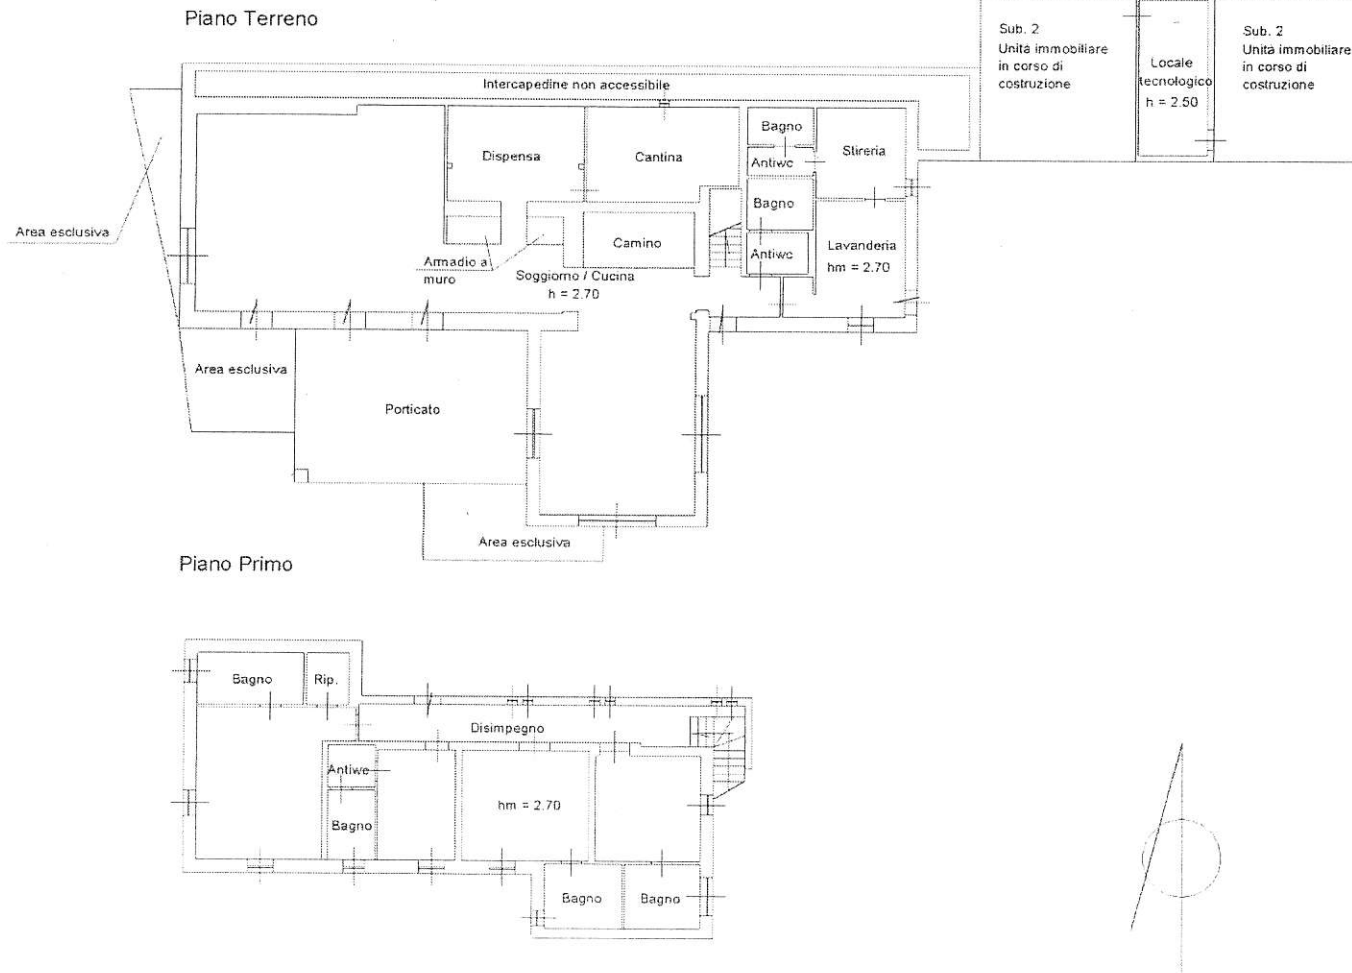 Piano Terreno
Sub. 2
Unità immobiliare
in corso di
costruzione
Locale
tecnologico
h = 2.50
Sub. 2
Unità immobiliare
in corso di
costruzione
Intercapedine non accessibile
Dispensa
Cantina
Bagno
Antiwc
Stireria
Bagno
Area esclusiva
Armadio a
muro
Camino
Antiwc
Lavanderia
hm = 2.70
Soggiorno / Cucina
h = 2.70
Area esclusiva
Porticato
Area esclusiva
Piano Primo
Bagno
Rip.
Disimpegno
Antiwc
hm = 2.70
Bagno
Bagno
Bagno